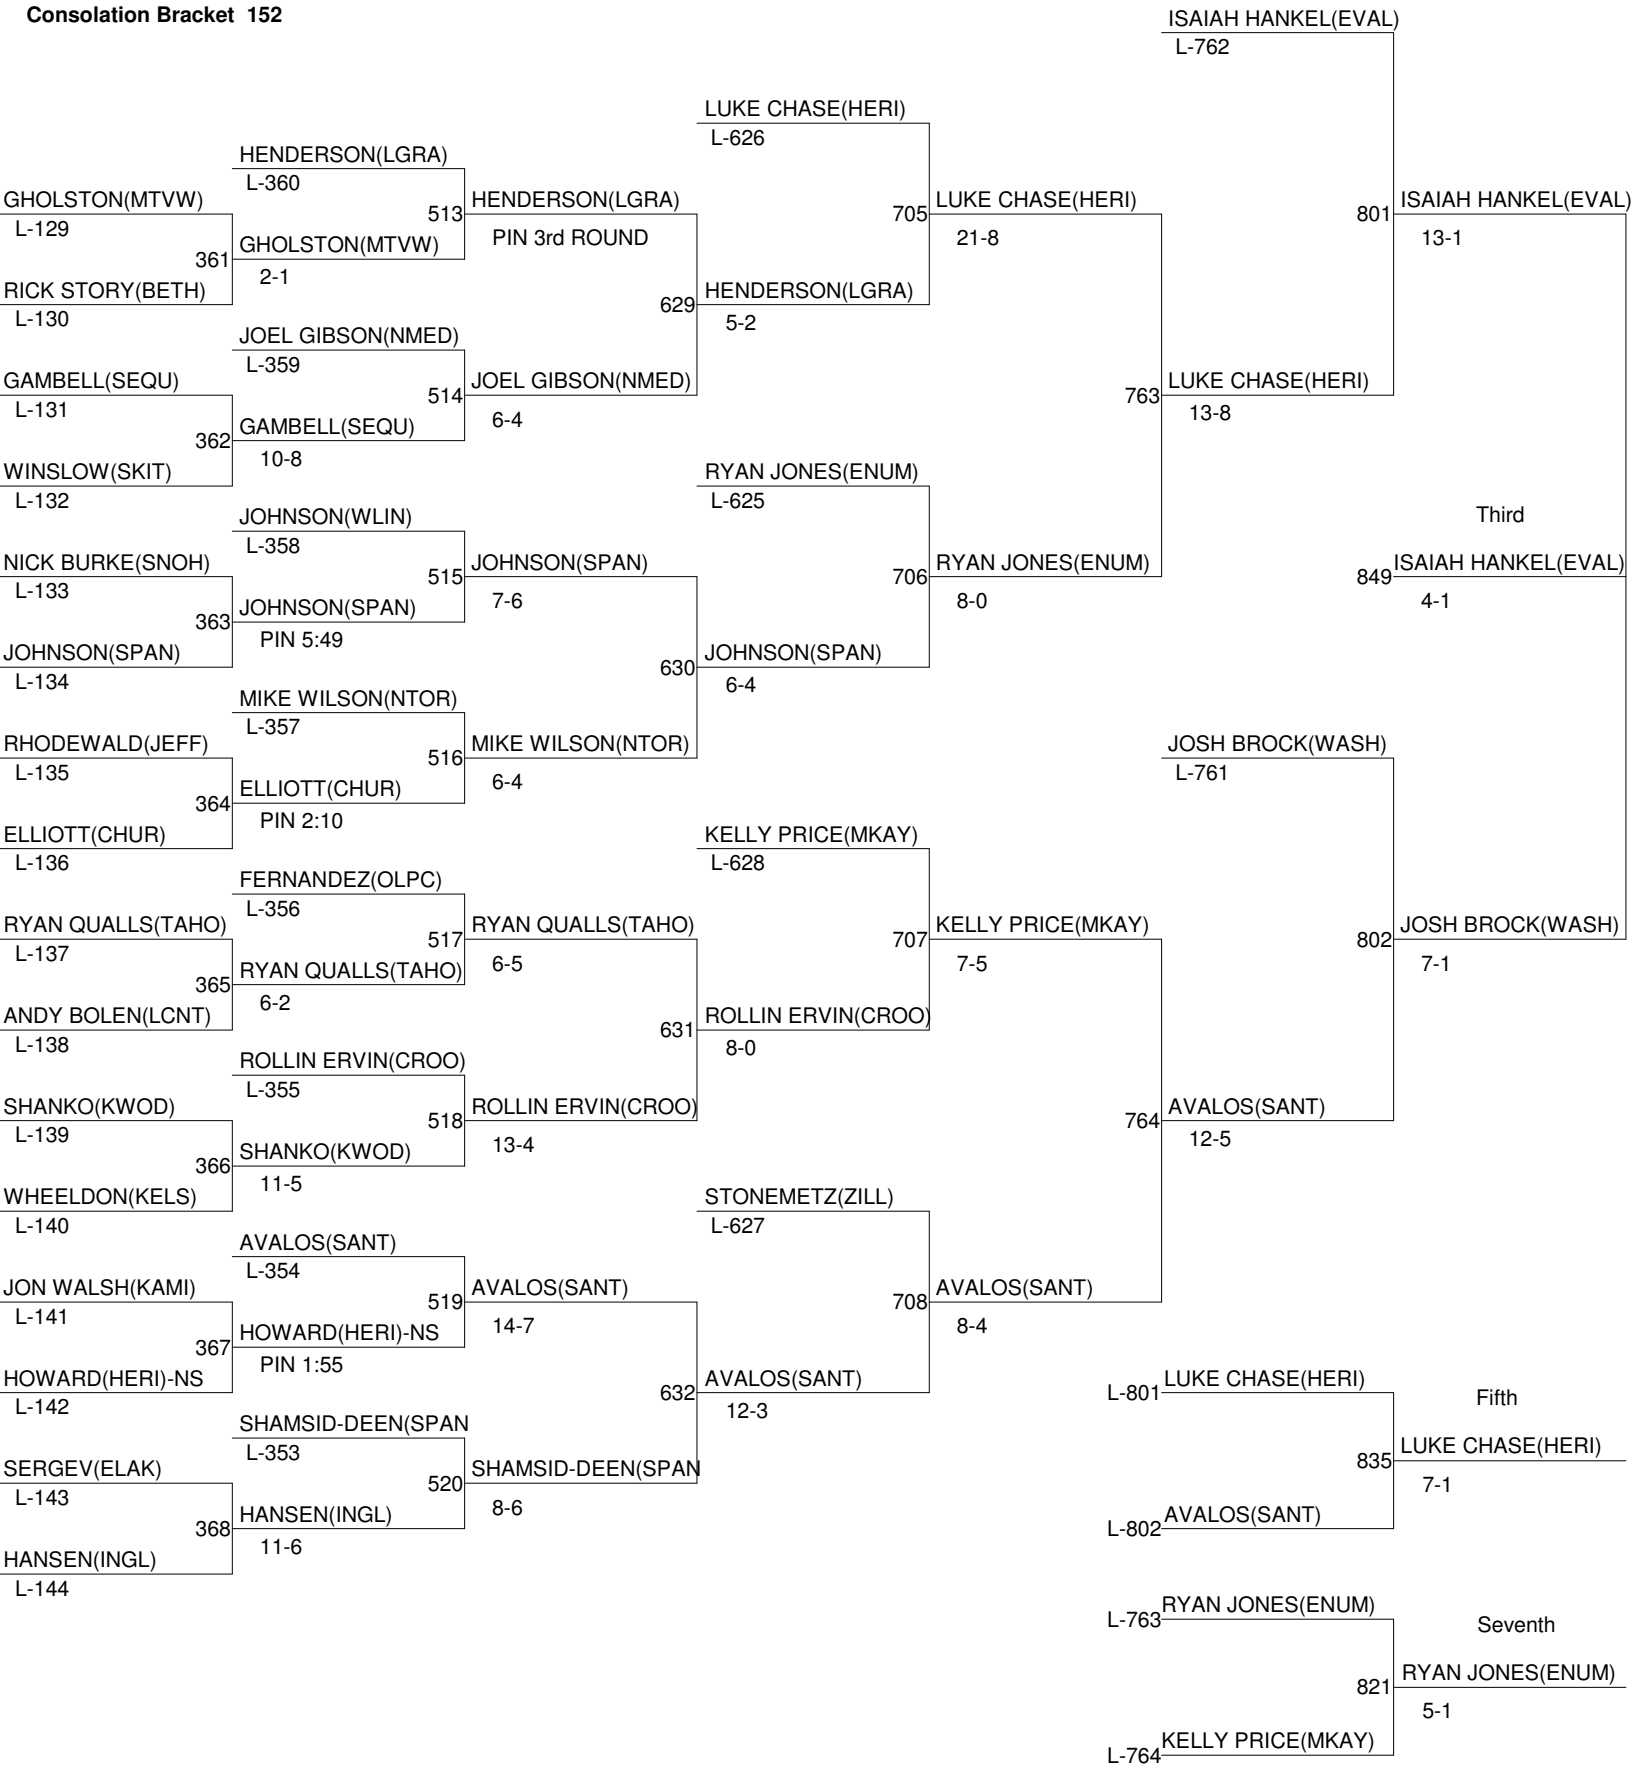 Consolation Bracket 152
GHOLSTON(MTVW)
L-129
361
RICK STORY(BETH)
L-130
GAMBELL(SEQU)
L-131
362
WINSLOW(SKIT)
L-132
NICK BURKE(SNOH)
L-133
363
JOHNSON(SPAN)
L-134
RHODEWALD(JEFF)
L-135
364
ELLIOTT(CHUR)
L-136
RYAN QUALLS(TAHO)
L-137
365
ANDY BOLEN(LCNT)
L-138
SHANKO(KWOD)
L-139
366
WHEELDON(KELS)
L-140
JON WALSH(KAMI)
L-141
367
HOWARD(HERI)-NS
L-142
SERGEV(ELAK)
L-143
368
HANSEN(INGL)
L-144
HENDERSON(LGRA)
L-360
513
GHOLSTON(MTVW)
2-1
JOEL GIBSON(NMED)
L-359
514
GAMBELL(SEQU)
10-8
JOHNSON(WLIN)
L-358
515
JOHNSON(SPAN)
PIN 5:49
MIKE WILSON(NTOR)
L-357
516
ELLIOTT(CHUR)
PIN 2:10
FERNANDEZ(OLPC)
L-356
517
RYAN QUALLS(TAHO)
6-2
ROLLIN ERVIN(CROO)
L-355
518
SHANKO(KWOD)
11-5
AVALOS(SANT)
L-354
519
HOWARD(HERI)-NS
PIN 1:55
SHAMSID-DEEN(SPAN
L-353
520
HANSEN(INGL)
11-6
HENDERSON(LGRA)
PIN 3rd ROUND
629
JOEL GIBSON(NMED)
6-4
JOHNSON(SPAN)
7-6
630
MIKE WILSON(NTOR)
6-4
RYAN QUALLS(TAHO)
6-5
631
ROLLIN ERVIN(CROO)
13-4
AVALOS(SANT)
14-7
632
SHAMSID-DEEN(SPAN
8-6
LUKE CHASE(HERI)
L-626
705
HENDERSON(LGRA)
5-2
RYAN JONES(ENUM)
L-625
706
JOHNSON(SPAN)
6-4
KELLY PRICE(MKAY)
L-628
707
ROLLIN ERVIN(CROO)
8-0
STONEMETZ(ZILL)
L-627
708
AVALOS(SANT)
12-3
LUKE CHASE(HERI)
21-8
763
RYAN JONES(ENUM)
8-0
KELLY PRICE(MKAY)
7-5
764
AVALOS(SANT)
8-4
ISAIAH HANKEL(EVAL)
L-762
801
LUKE CHASE(HERI)
13-8
JOSH BROCK(WASH)
L-761
802
AVALOS(SANT)
12-5
ISAIAH HANKEL(EVAL)
13-1
Third
849
ISAIAH HANKEL(EVAL)
4-1
JOSH BROCK(WASH)
7-1
L-801
LUKE CHASE(HERI)
Fifth
835
LUKE CHASE(HERI)
7-1
L-802
AVALOS(SANT)
L-763
RYAN JONES(ENUM)
Seventh
821
RYAN JONES(ENUM)
5-1
L-764
KELLY PRICE(MKAY)